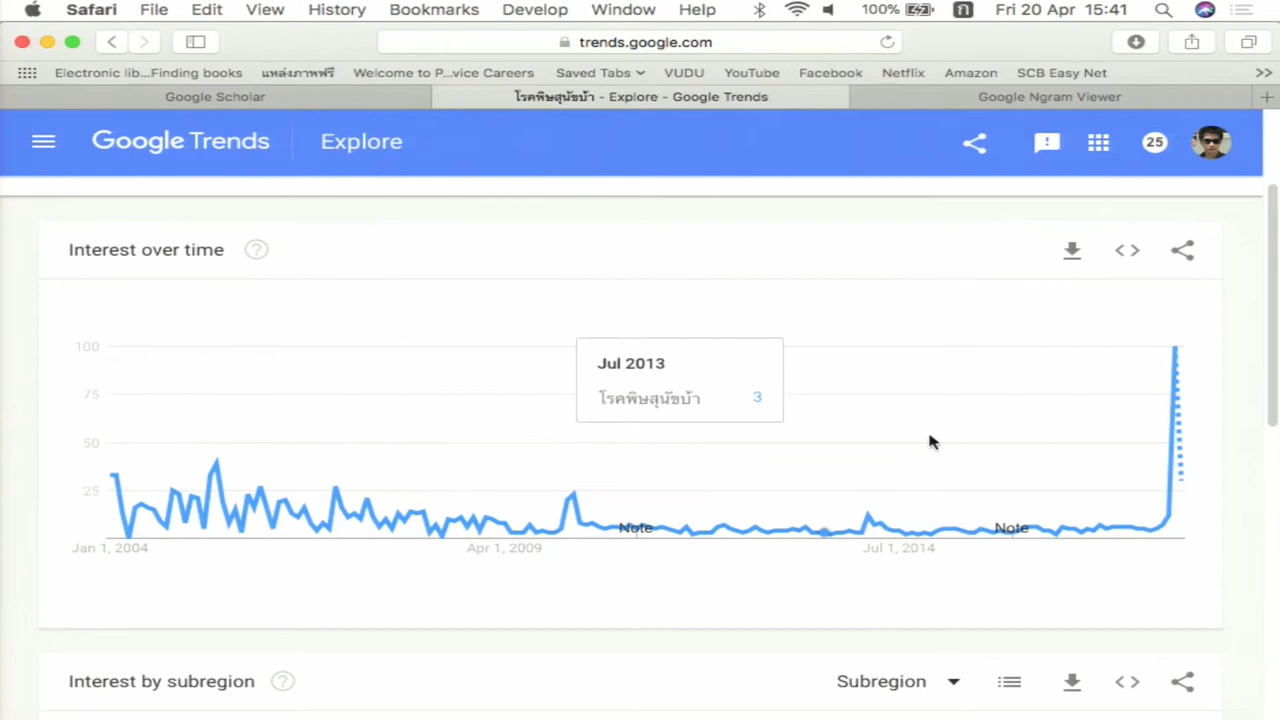 Safari File Edit View History Bookmarks Develop Window Help 100% ก Fri 20 Apr 15:41
trends.google.com
Electronic lib...Finding books แหล่งภาพฟรี Welcome to P...vice Careers Saved Tabs VUDU YouTube Facebook Netflix Amazon SCB Easy Net >>
Google Scholar โรคพิษสุนัขบ้า - Explore - Google Trends Google Ngram Viewer +
Google Trends Explore 25
Interest over time ?
100
75
50
25
Jul 2013
โรคพิษสุนัขบ้า 3
Note Note
Jan 1, 2004 Apr 1, 2009 Jul 1, 2014
Interest by subregion ? Subregion